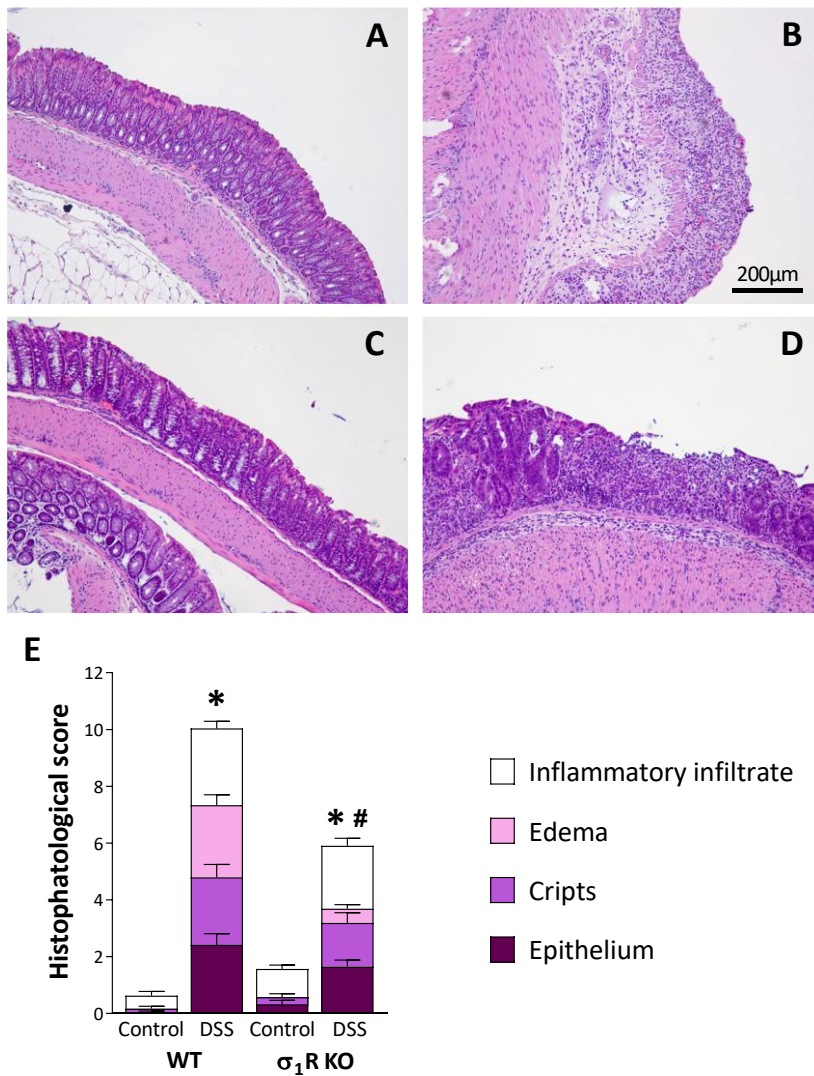 A
B
200µm
C
D
E
Histophatological score
12
10
8
6
4
2
0
*
* #
Control DSS Control DSS
WT σ₁R KO
Inflammatory infiltrate
Edema
Cripts
Epithelium